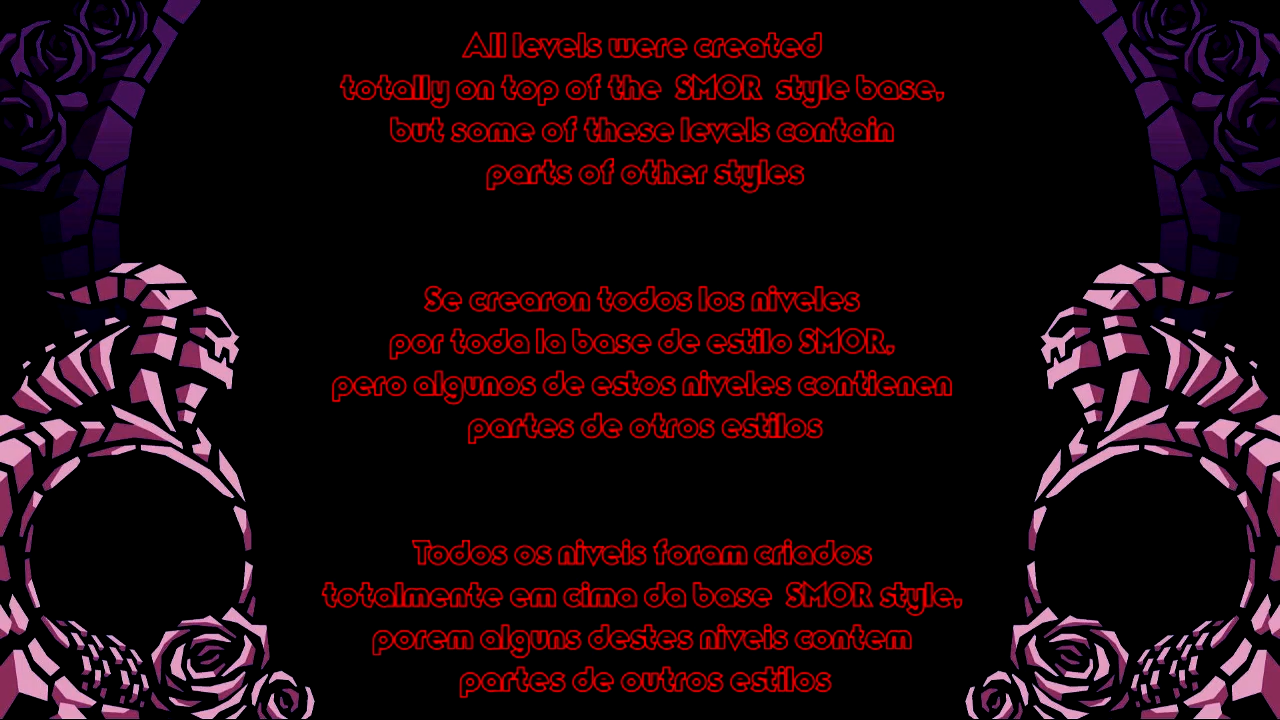 All levels were created
totally on top of the SMOR style base,
but some of these levels contain
parts of other styles
Se crearon todos los niveles
por toda la base de estilo SMOR,
pero algunos de estos niveles contienen
partes de otros estilos
Todos os niveis foram criados
totalmente em cima da base SMOR style,
porem alguns destes niveis contem
partes de outros estilos